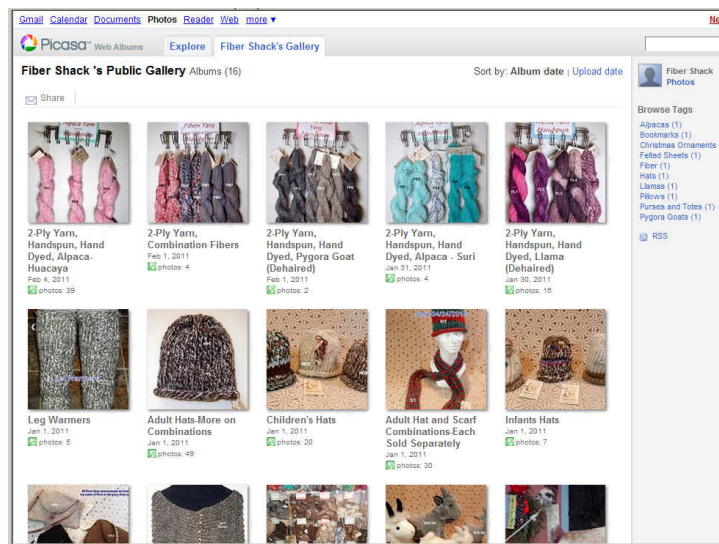 Gmail Calendar Documents Photos Reader Web more ▼
Picasa™ Web Albums Explore Fiber Shack's Gallery
Fiber Shack 's Public Gallery Albums (16) Sort by: Album date | Upload date
Share
2-Ply Yarn,
Handspun, Hand
Dyed, Alpaca-
Huacaya
Feb 4, 2011
photos: 39
2-Ply Yarn,
Combination Fibers
Feb 1, 2011
photos: 4
2-Ply Yarn,
Handspun, Hand
Dyed, Pygora Goat
(Dehaired)
Feb 1, 2011
photos: 2
2-Ply Yarn,
Handspun, Hand
Dyed, Alpaca - Suri
Jan 31, 2011
photos: 4
2-Ply Yarn,
Handspun, Hand
Dyed, Llama
(Dehaired)
Jan 30, 2011
photos: 16
Leg Warmers
Jan 1, 2011
photos: 5
Adult Hats-More on
Combinations
Jan 1, 2011
photos: 49
Children's Hats
Jan 1, 2011
photos: 20
Adult Hat and Scarf
Combinations-Each
Sold Separately
Jan 1, 2011
photos: 30
Infants Hats
Jan 1, 2011
photos: 7
Fiber Shack
Photos
Browse Tags
Alpacas (1)
Bookmarks (1)
Christmas Ornaments
Felted Sheets (1)
Fiber (1)
Hats (1)
Llamas (1)
Pillows (1)
Purses and Totes (1)
Pygora Goats (1)
RSS